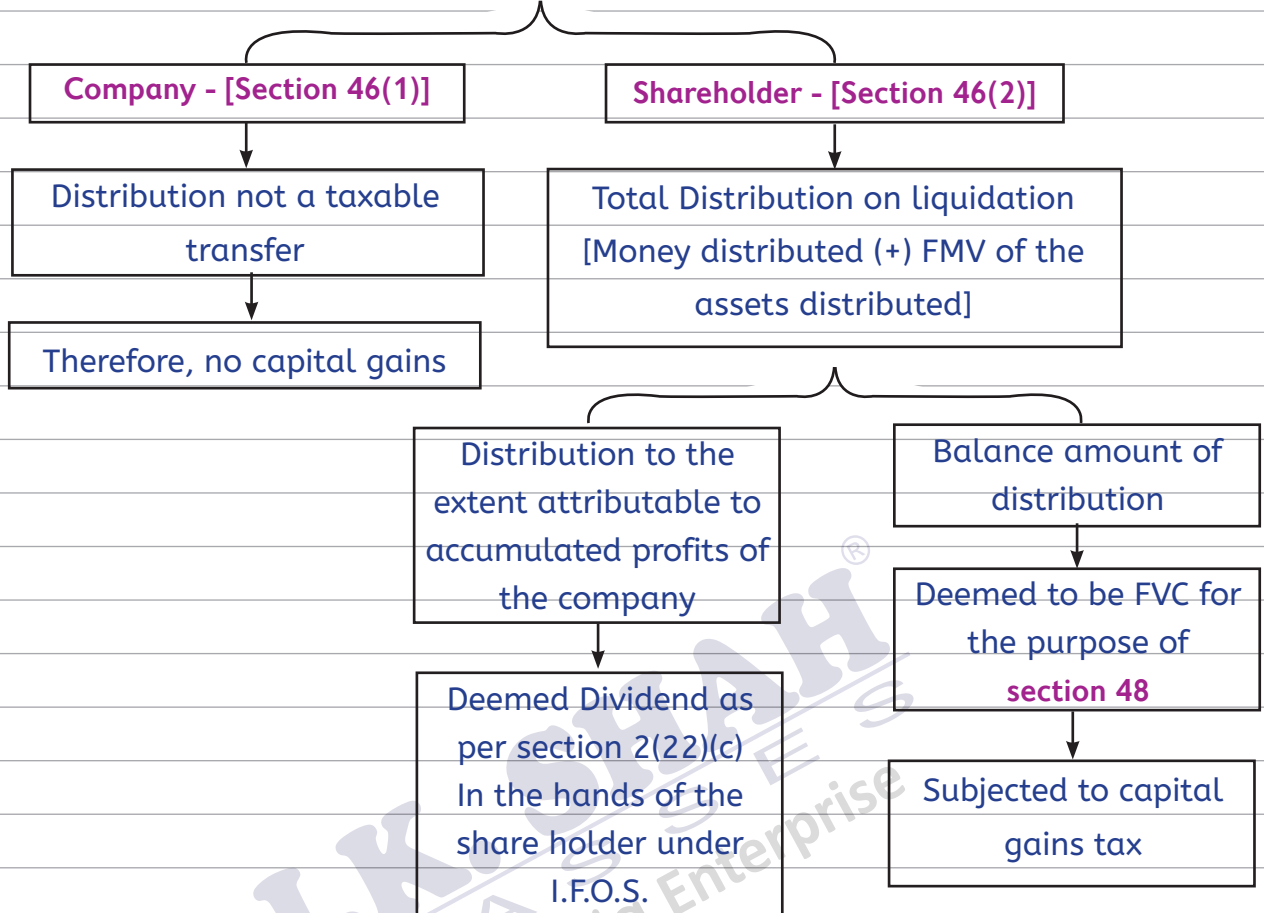 Company - [Section 46(1)]
Shareholder - [Section 46(2)]
Distribution not a taxable
transfer
Therefore, no capital gains
Total Distribution on liquidation
[Money distributed (+) FMV of the
assets distributed]
Distribution to the
extent attributable to
accumulated profits of
the company
Deemed Dividend as
per section 2(22)(c)
In the hands of the
share holder under
I.F.O.S.
Balance amount of
distribution
Deemed to be FVC for
the purpose of
section 48
Subjected to capital
gains tax
J.K. SHAH®
ASSES
Enterprise